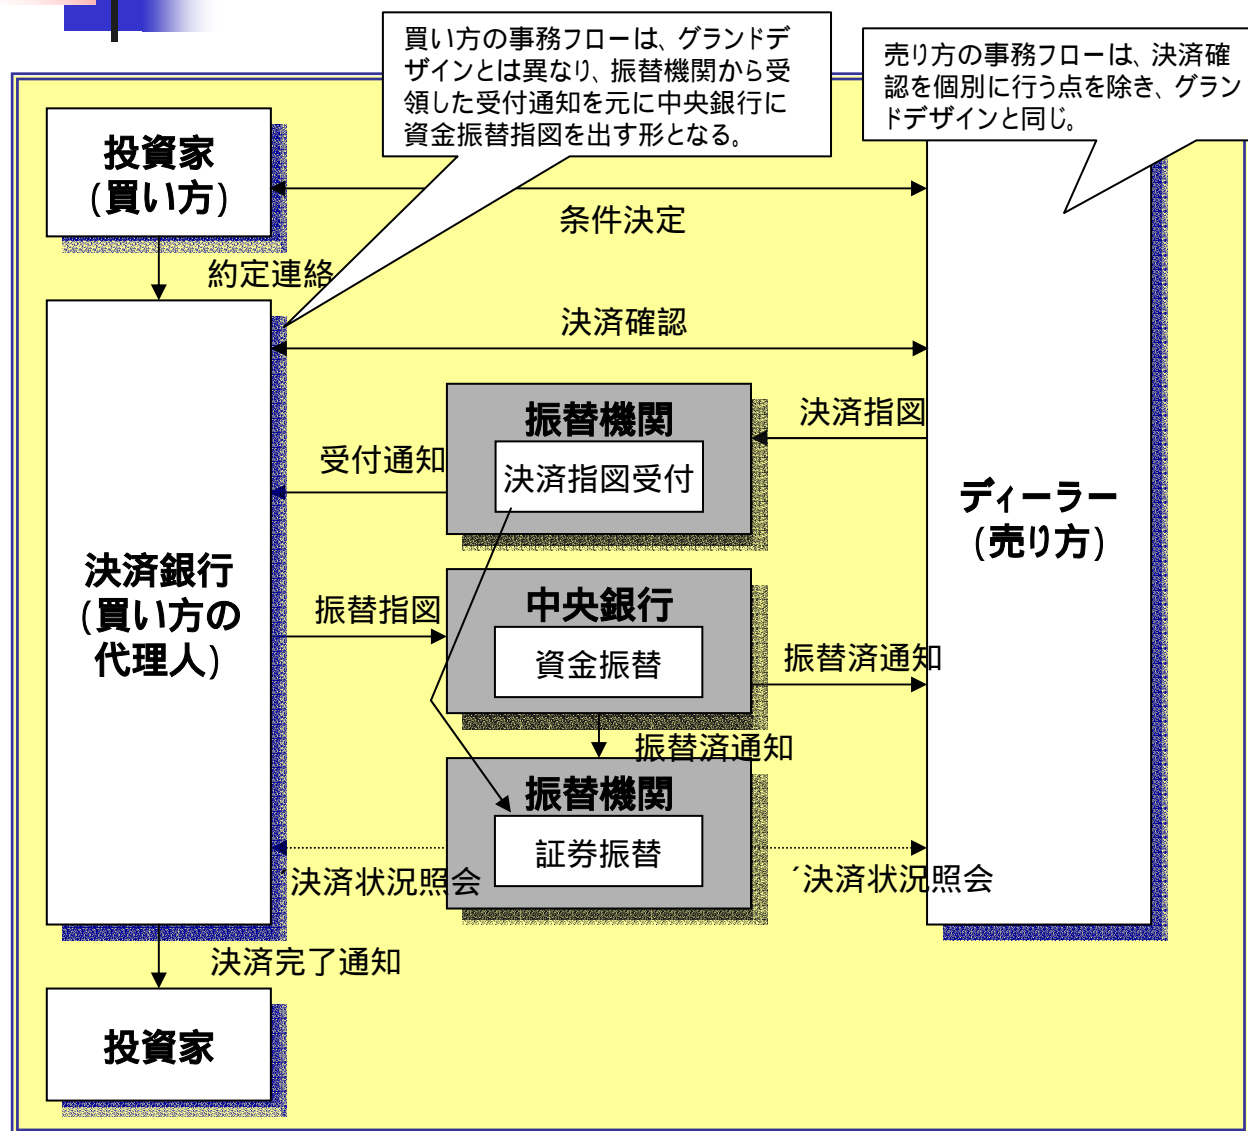 買い方の事務フローは、グランドデ
ザインとは異なり、振替機関から受
領した受付通知を元に中央銀行に
資金振替指図を出す形となる。
売り方の事務フローは、決済確
認を個別に行う点を除き、グラン
ドデザインと同じ。
投資家
(買い方)
条件決定
約定連絡
決済確認
振替機関
決済指図
受付通知
決済指図受付
ディーラー
(売り方)
決済銀行
(買い方の
代理人)
振替指図
中央銀行
資金振替
振替済通知
振替済通知
振替機関
証券振替
決済状況照会
´決済状況照会
決済完了通知
投資家